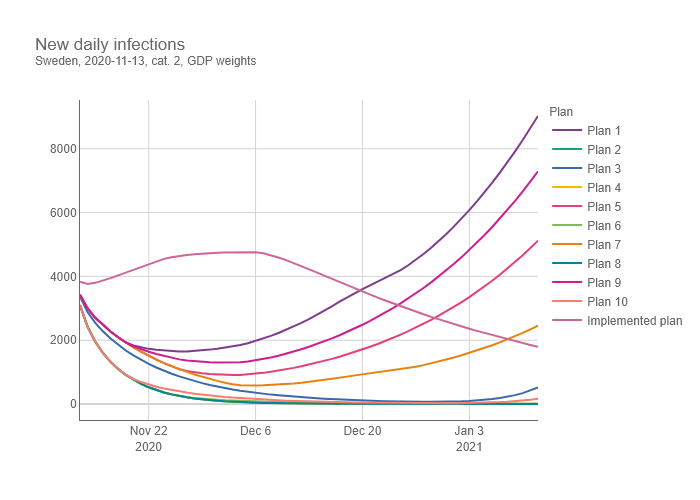 New daily infections
Sweden, 2020-11-13, cat. 2, GDP weights
Plan
Plan 1
Plan 2
Plan 3
Plan 4
Plan 5
Plan 6
Plan 7
Plan 8
Plan 9
Plan 10
Implemented plan
8000
6000
4000
2000
0
Nov 22
2020
Dec 6
Dec 20
Jan 3
2021